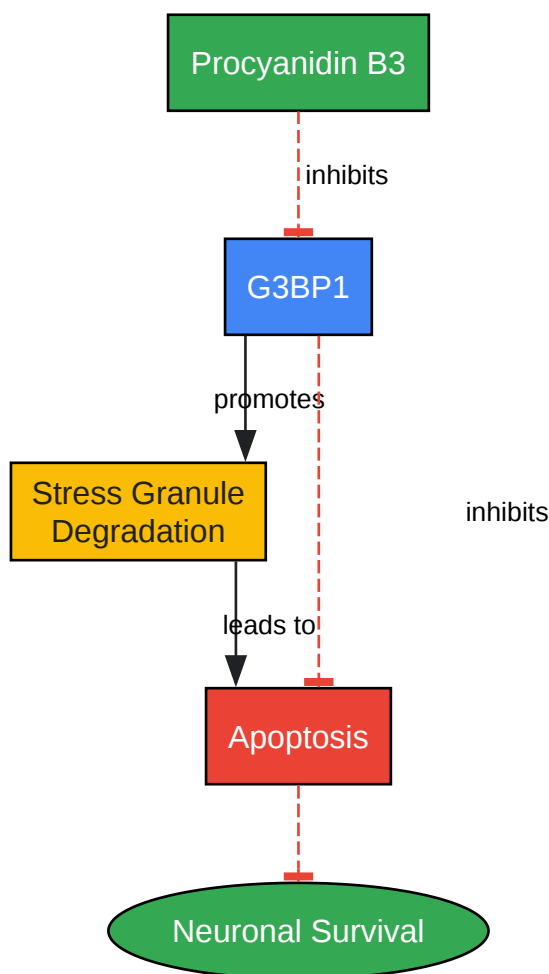 Procyanidin B3
inhibits
G3BP1
promotes
Stress Granule
Degradation
inhibits
leads to
Apoptosis
Neuronal Survival